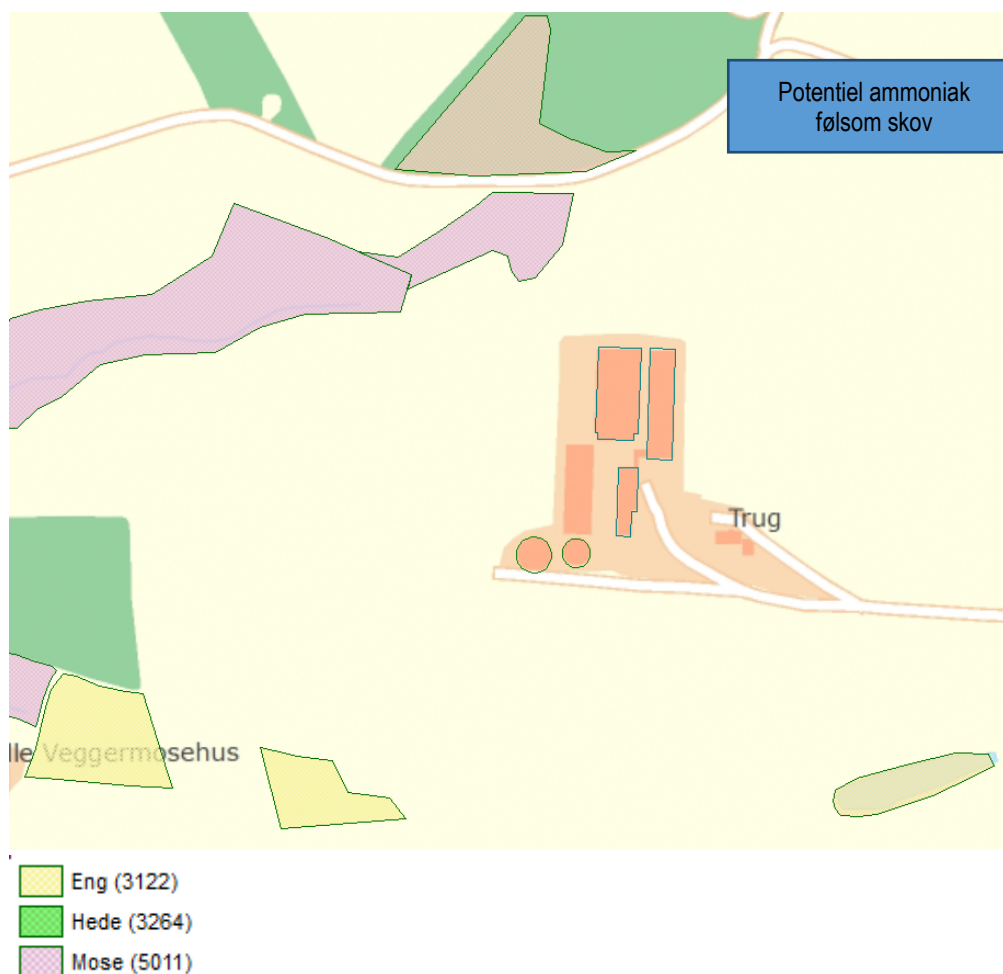 Potentiel ammoniak
følsom skov
Trug
lle Veggermosehus
Eng (3122)
Hede (3264)
Mose (5011)